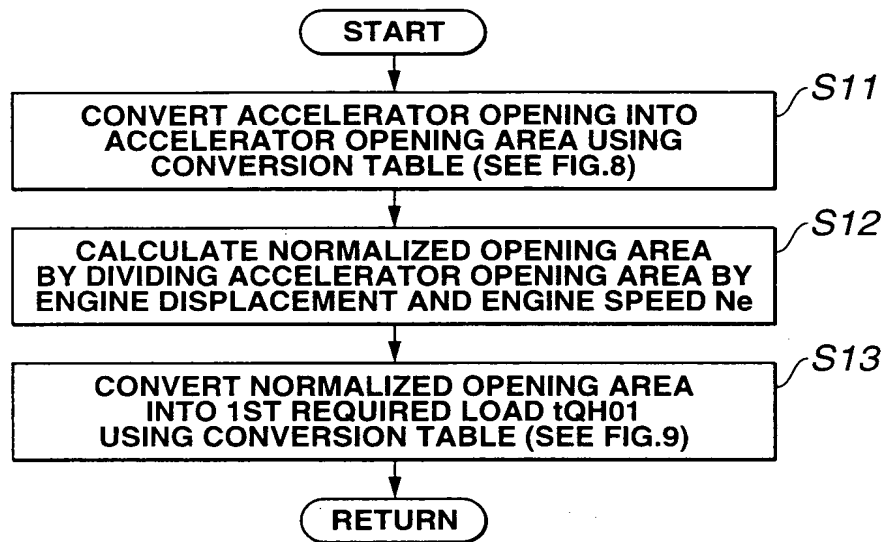 START
S11
CONVERT ACCELERATOR OPENING INTO
ACCELERATOR OPENING AREA USING
CONVERSION TABLE (SEE FIG.8)
S12
CALCULATE NORMALIZED OPENING AREA
BY DIVIDING ACCELERATOR OPENING AREA BY
ENGINE DISPLACEMENT AND ENGINE SPEED Ne
S13
CONVERT NORMALIZED OPENING AREA
INTO 1ST REQUIRED LOAD tQH01
USING CONVERSION TABLE (SEE FIG.9)
RETURN